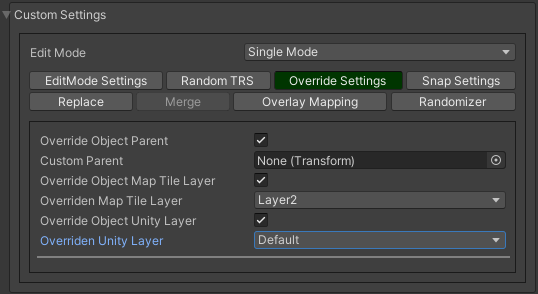 Custom Settings
Edit Mode Single Mode
EditMode Settings Random TRS Override Settings Snap Settings
Replace Merge Overlay Mapping Randomizer
Override Object Parent
Custom Parent None (Transform)
Override Object Map Tile Layer
Overriden Map Tile Layer Layer2
Override Object Unity Layer
Overriden Unity Layer Default